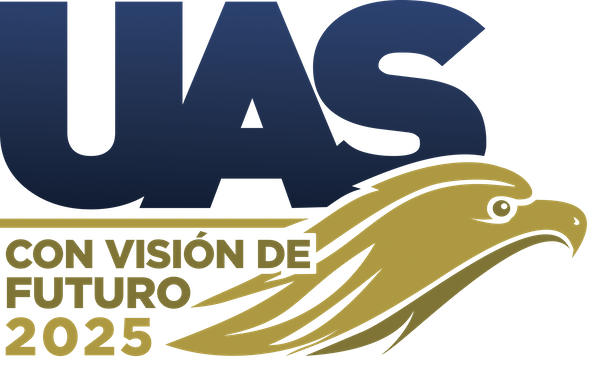 UAS
CON VISIÓN DE
FUTURO
2025